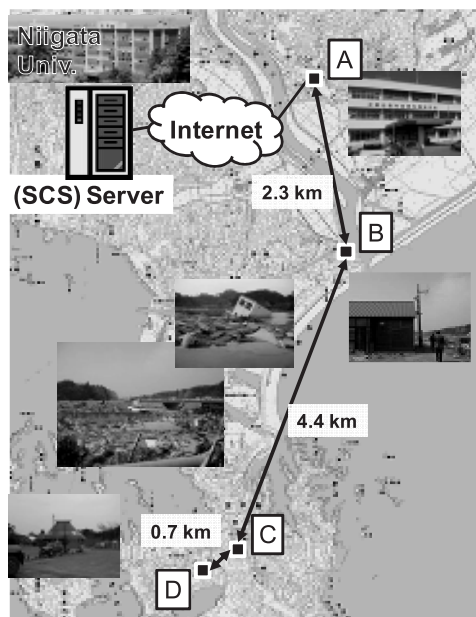 Niigata
Univ.
A
Internet
(SCS) Server
2.3 km
B
4.4 km
0.7 km
C
D